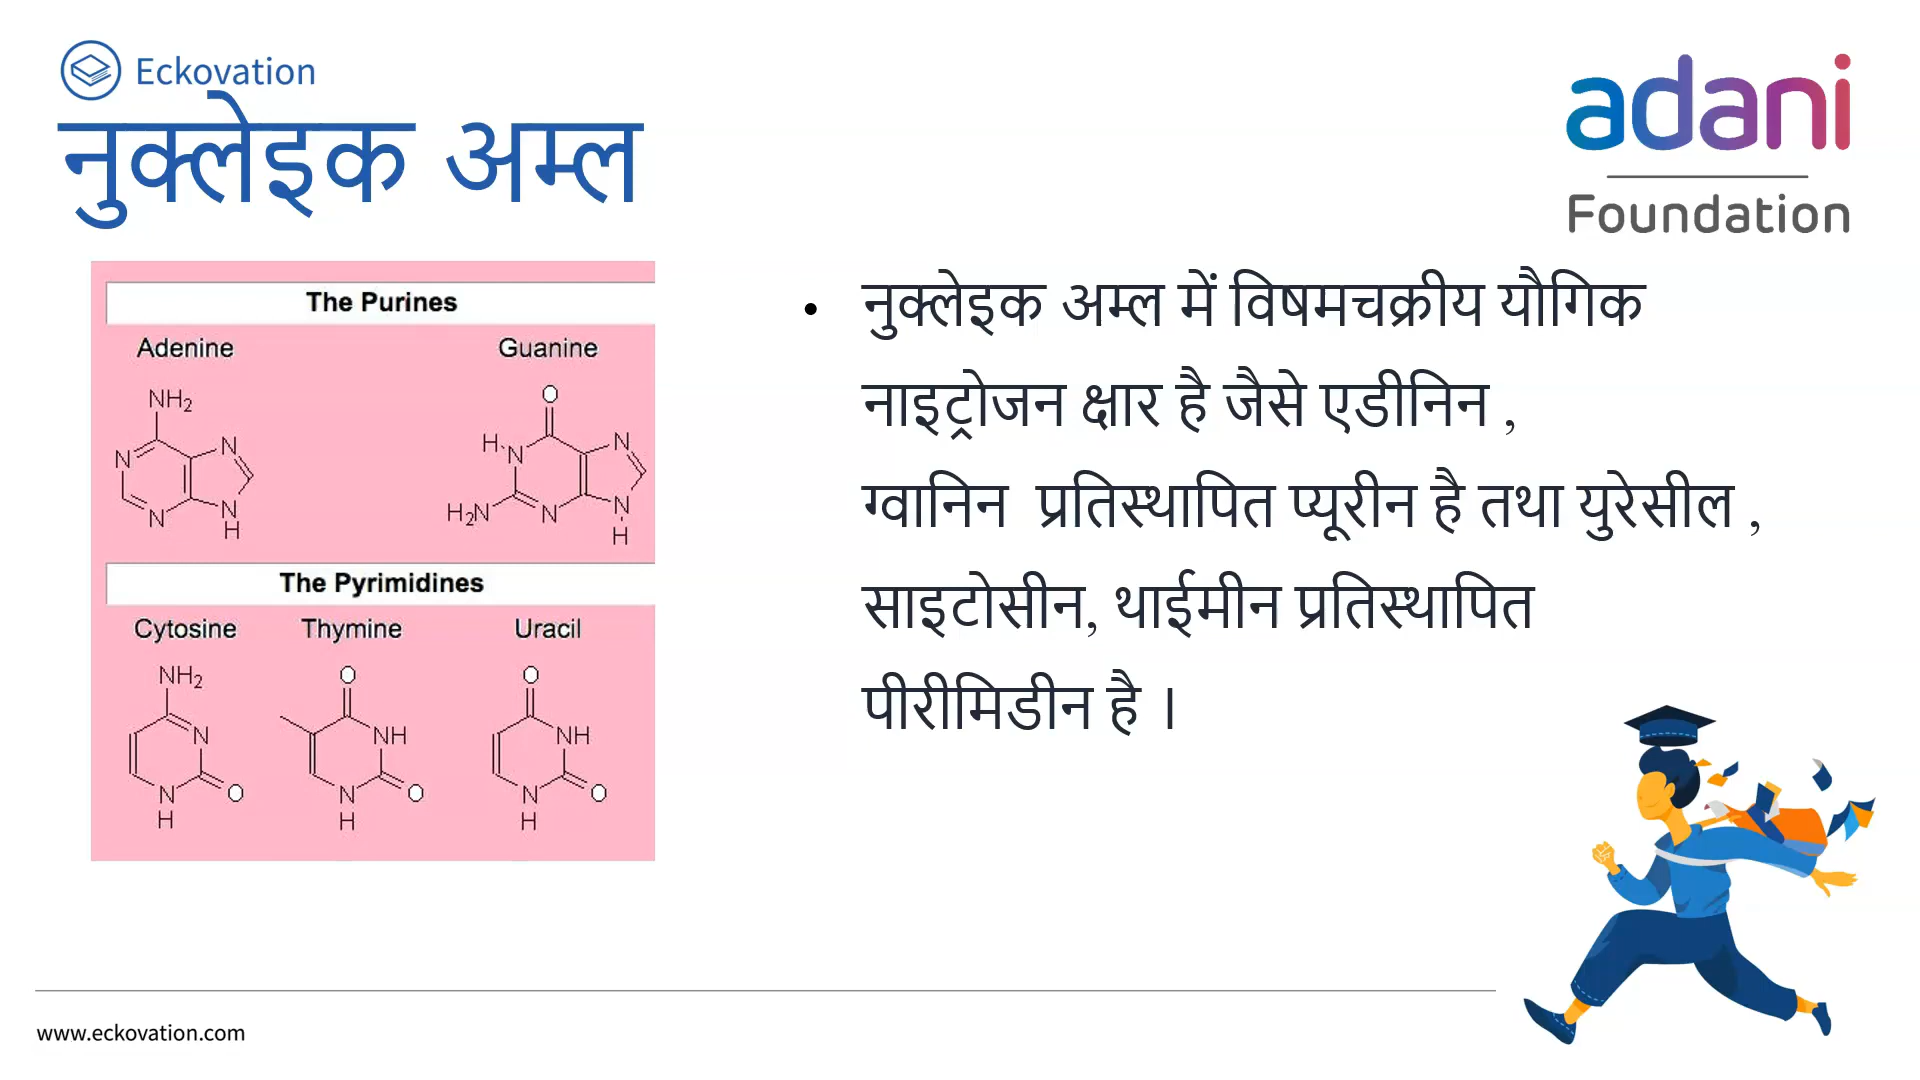 Eckovation
नुक्लेइक अम्ल
adani
Foundation
The Purines
Adenine Guanine
NH2 O
N N H N N
N N H H2N N N H
The Pyrimidines
Cytosine Thymine Uracil
NH2 O O
N NH NH
N O N O N O
H H H
• नुक्लेइक अम्ल में विषमचक्रीय यौगिक
नाइट्रोजन क्षार है जैसे एडीनिन ,
ग्वानिन प्रतिस्थापित प्यूरीन है तथा युरेसील ,
साइटोसीन, थाईमीन प्रतिस्थापित
पीरीमिडीन है ।
www.eckovation.com